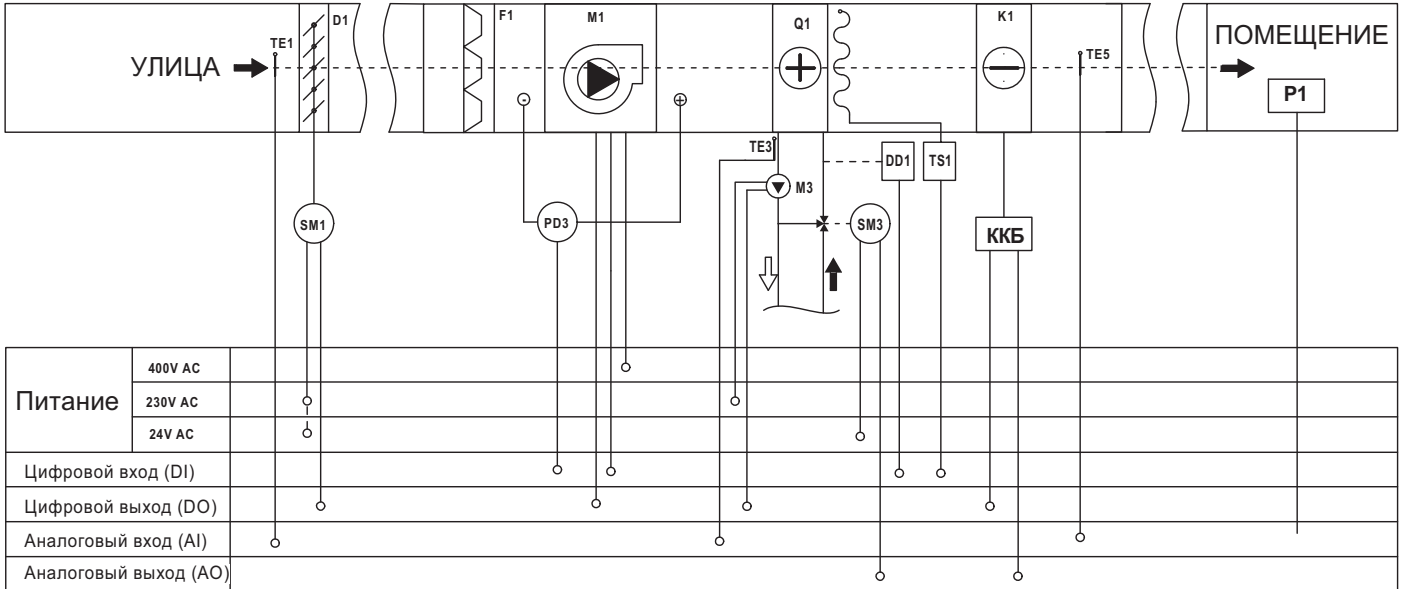 D1
F1
M1
Q1
K1
TE1
УЛИЦА
TE5
ПОМЕЩЕНИЕ
P1
-
+
TE3
DD1
TS1
M3
SM1
PD3
SM3
ККБ
Питание
400V AC
230V AC
24V AC
Цифровой вход (DI)
Цифровой выход (DO)
Аналоговый вход (AI)
Аналоговый выход (AO)